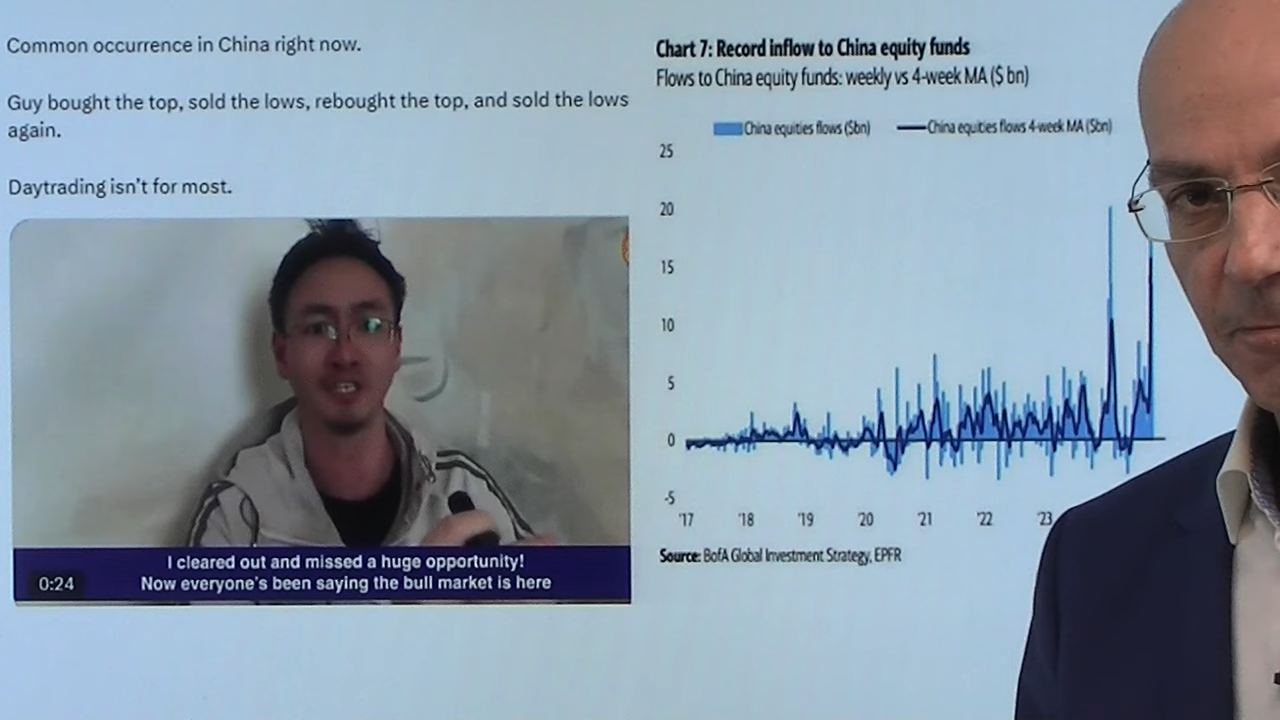 Common occurrence in China right now.
Guy bought the top, sold the lows, rebought the top, and sold the lows
again.
Daytrading isn't for most.
I cleared out and missed a huge opportunity!
Now everyone's been saying the bull market is here
0:24
Chart 7: Record inflow to China equity funds
Flows to China equity funds: weekly vs 4-week MA ($ bn)
China equities flows ($bn) China equities flows 4-week MA ($bn)
25
20
15
10
5
0
-5
'17 '18 '19 '20 '21 '22 '23
Source: BofA Global Investment Strategy, EPFR